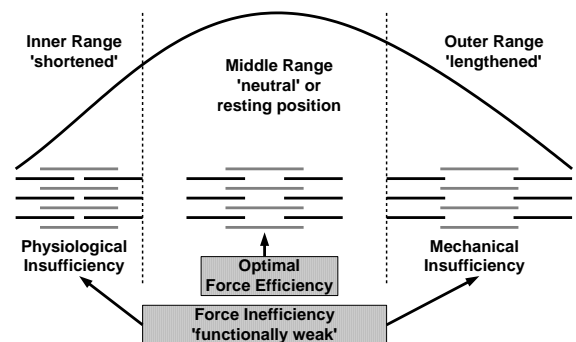 Inner Range
'shortened'
Middle Range
'neutral' or
resting position
Outer Range
'lengthened'
Physiological
Insufficiency
Optimal
Force Efficiency
Mechanical
Insufficiency
Force Inefficiency
'functionally weak'